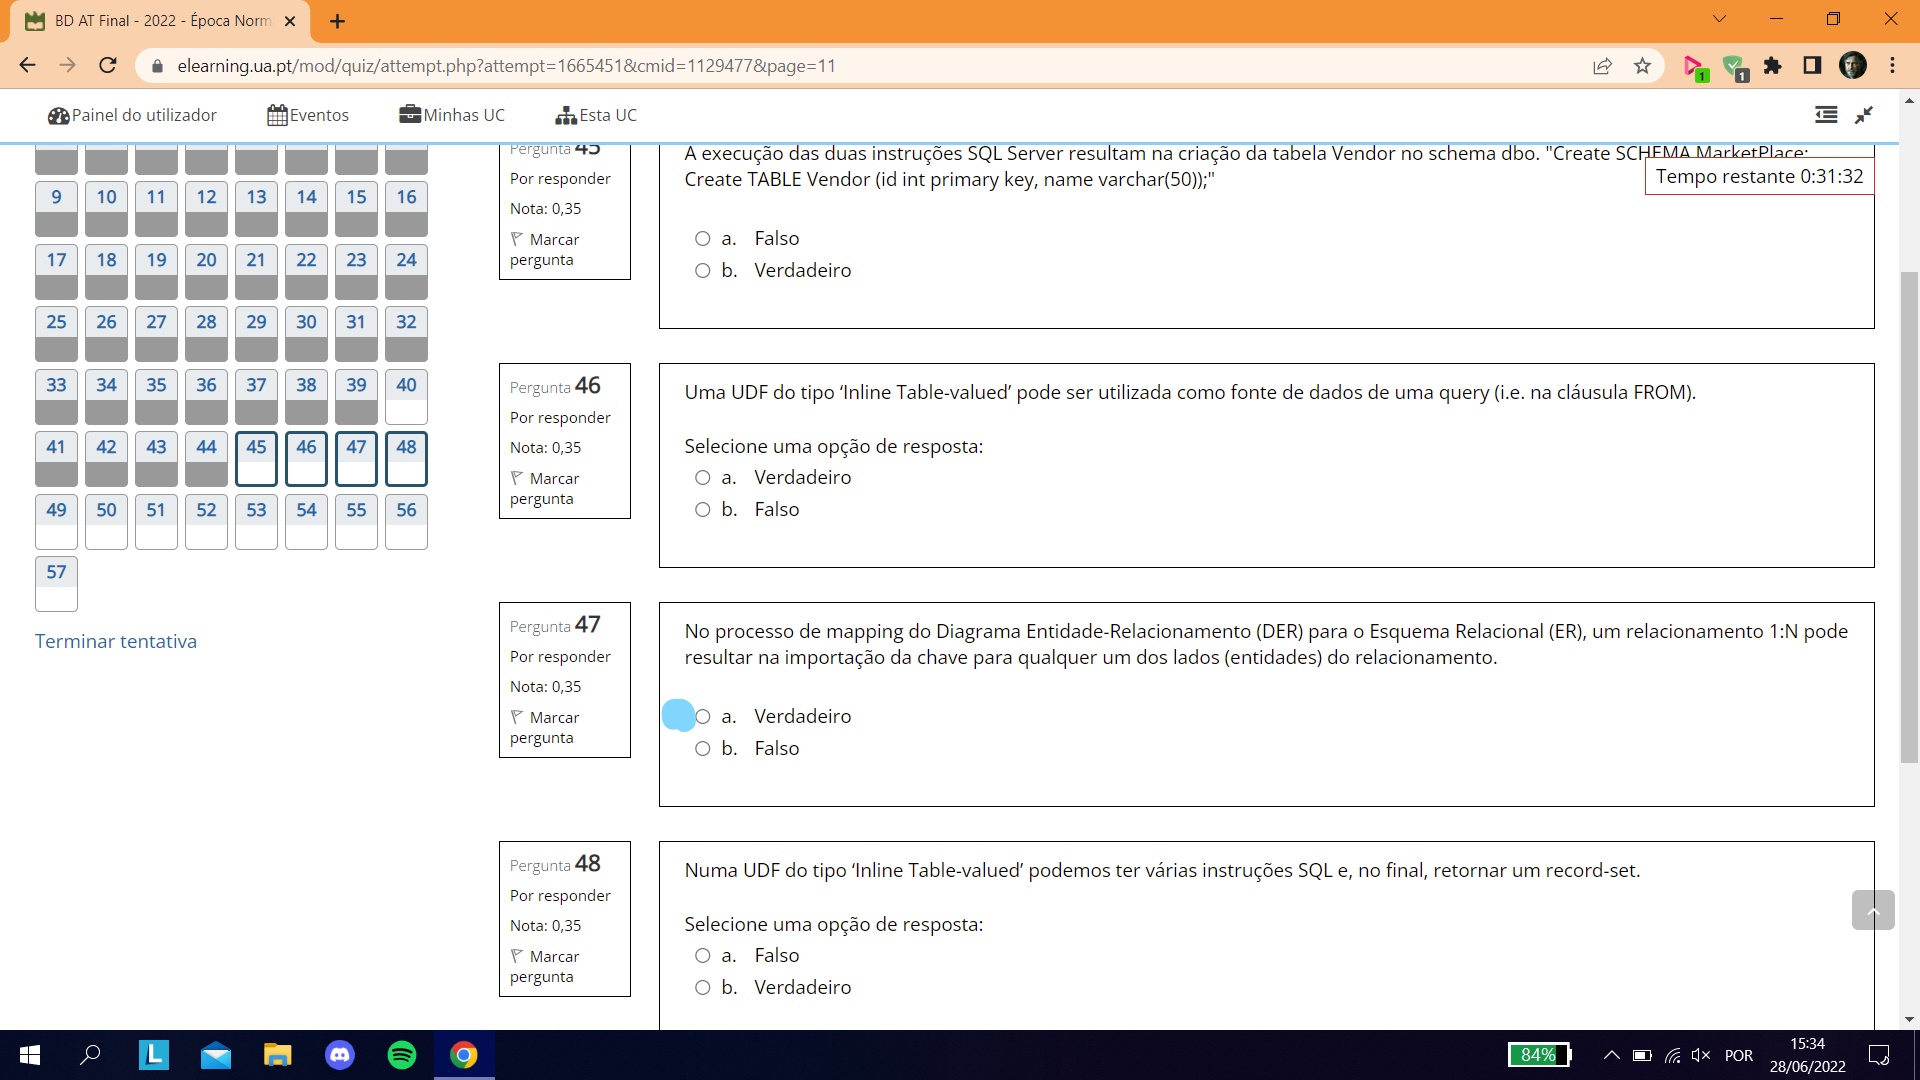 BD AT Final - 2022 - Época Norm
elearning.ua.pt/mod/quiz/attempt.php?attempt=1665451&cmid=1129477&page=11
1
1
Painel do utilizador
Eventos
Minhas UC
Esta UC
9 10 11 12 13 14 15 16
17 18 19 20 21 22 23 24
25 26 27 28 29 30 31 32
33 34 35 36 37 38 39 40
41 42 43 44 45 46 47 48
49 50 51 52 53 54 55 56
57
Terminar tentativa
Pergunta 45
Por responder
Nota: 0,35
Marcar
pergunta
A execução das duas instruções SQL Server resultam na criação da tabela Vendor no schema dbo. "Create SCHEMA MarketPlace;
Create TABLE Vendor (id int primary key, name varchar(50));"
Tempo restante 0:31:32
a. Falso
b. Verdadeiro
Pergunta 46
Por responder
Nota: 0,35
Marcar
pergunta
Uma UDF do tipo ‘Inline Table-valued’ pode ser utilizada como fonte de dados de uma query (i.e. na cláusula FROM).
Selecione uma opção de resposta:
a. Verdadeiro
b. Falso
Pergunta 47
Por responder
Nota: 0,35
Marcar
pergunta
No processo de mapping do Diagrama Entidade-Relacionamento (DER) para o Esquema Relacional (ER), um relacionamento 1:N pode
resultar na importação da chave para qualquer um dos lados (entidades) do relacionamento.
a. Verdadeiro
b. Falso
Pergunta 48
Por responder
Nota: 0,35
Marcar
pergunta
Numa UDF do tipo ‘Inline Table-valued’ podemos ter várias instruções SQL e, no final, retornar um record-set.
Selecione uma opção de resposta:
a. Falso
b. Verdadeiro
L
84%
POR
15:34
28/06/2022